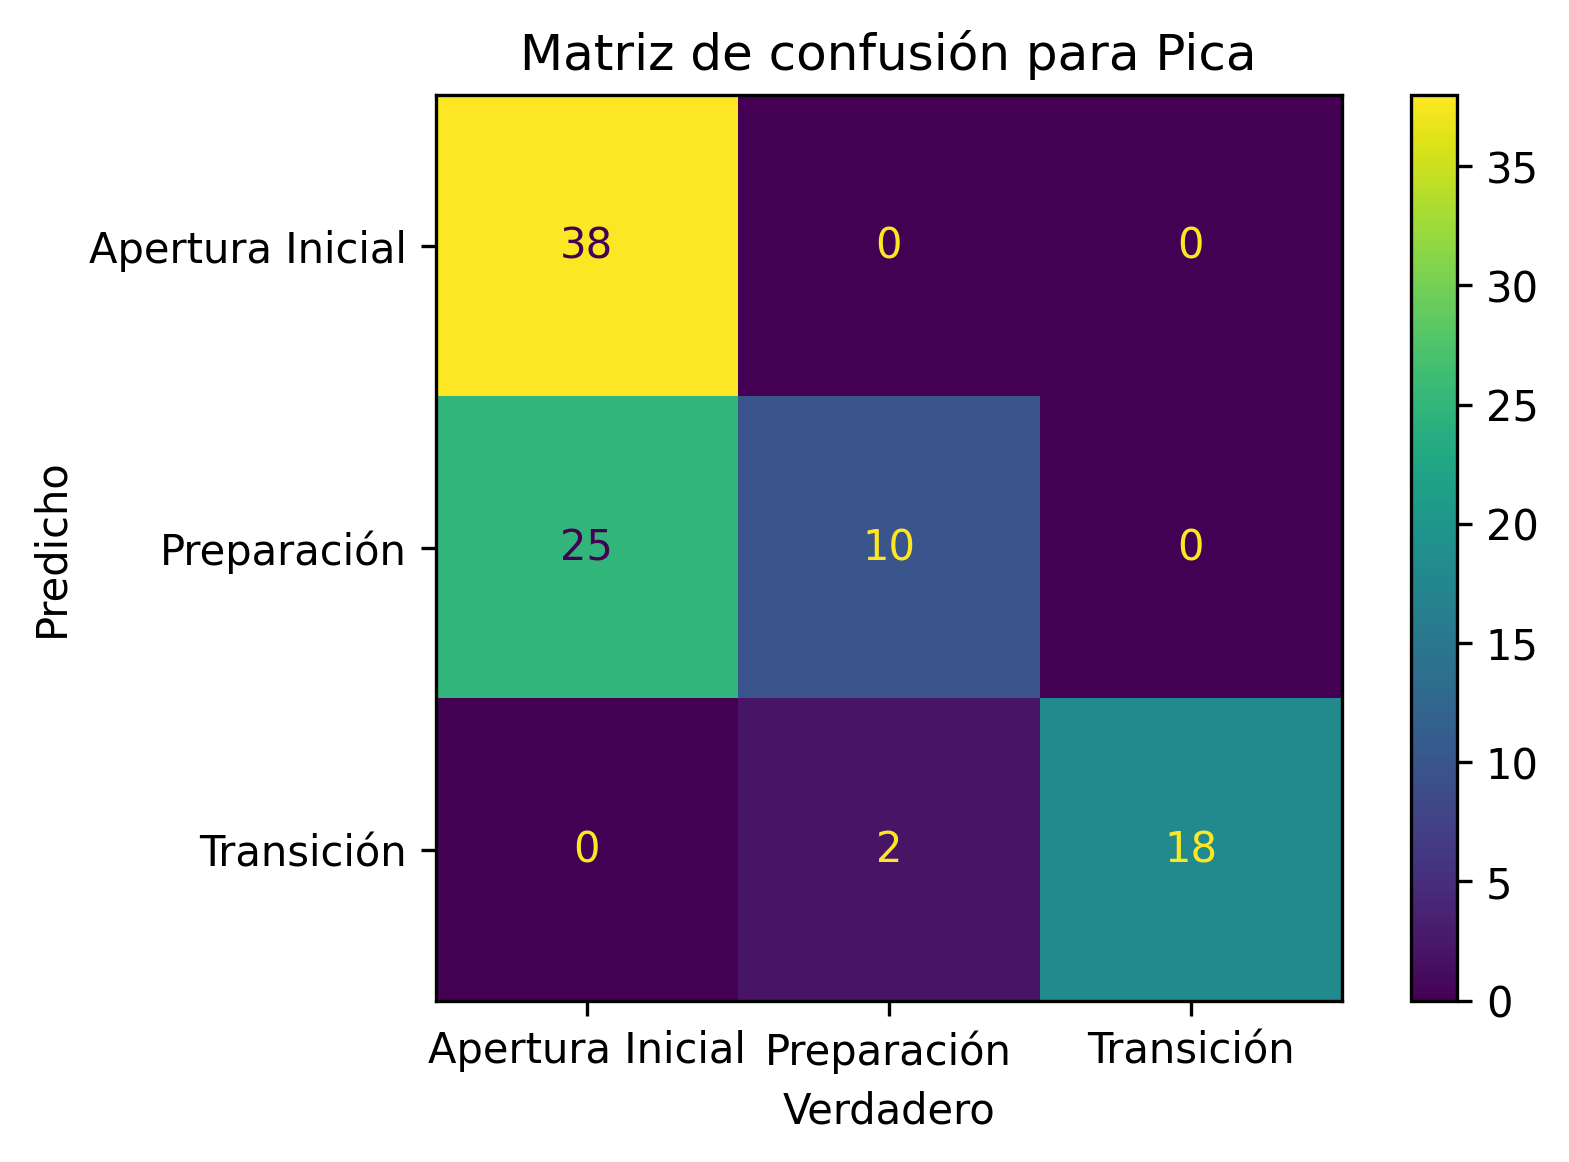 Matriz de confusión para Pica
Predicho
Apertura Inicial
38 0 0
Preparación
25 10 0
Transición
0 2 18
Apertura Inicial Preparación Transición
Verdadero
35
30
25
20
15
10
5
0